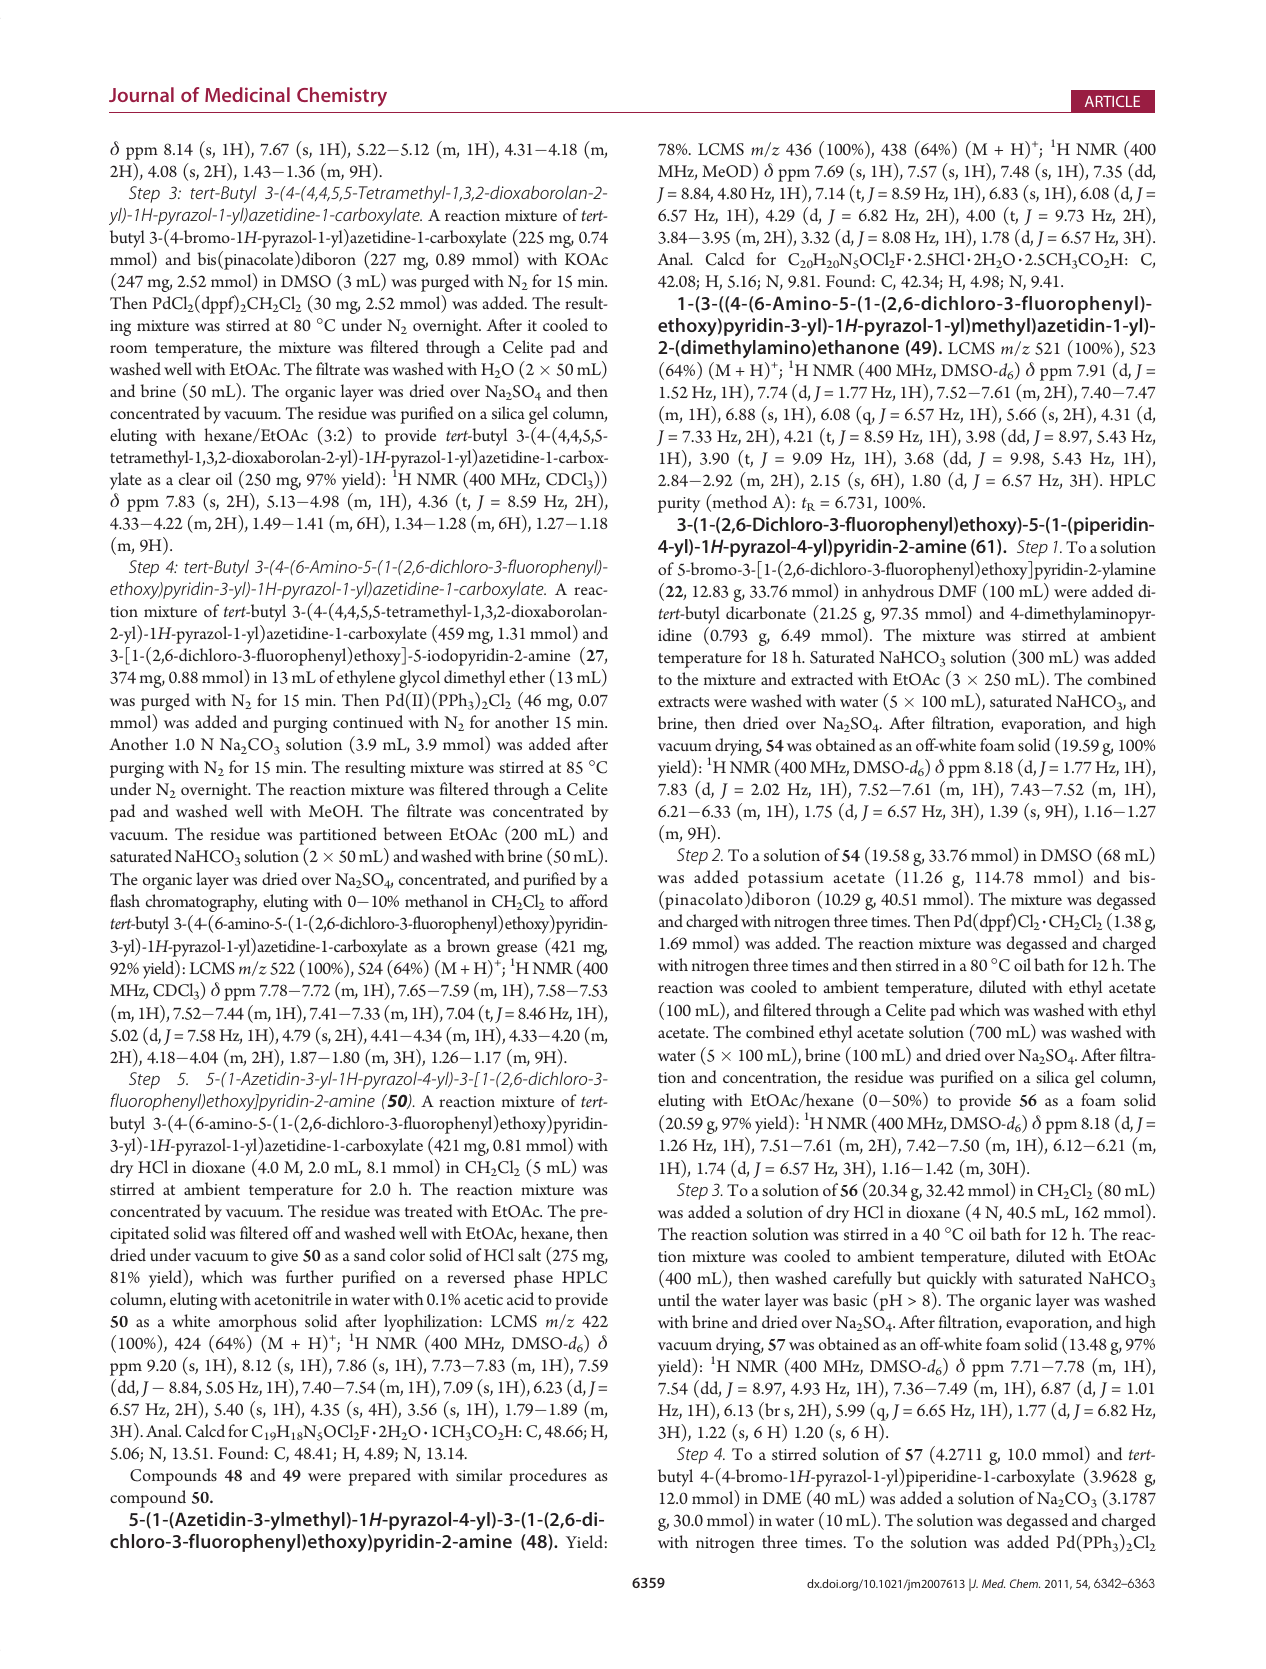 Journal of Medicinal Chemistry
ARTICLE
δ ppm 8.14 (s, 1H), 7.67 (s, 1H), 5.22−5.12 (m, 1H), 4.31−4.18 (m,
2H), 4.08 (s, 2H), 1.43−1.36 (m, 9H).
Step 3: tert-Butyl 3-(4-(4,4,5,5-Tetramethyl-1,3,2-dioxaborolan-2-
yl)-1H-pyrazol-1-yl)azetidine-1-carboxylate. A reaction mixture of tert-
butyl 3-(4-bromo-1H-pyrazol-1-yl)azetidine-1-carboxylate (225 mg, 0.74
mmol) and bis(pinacolate)diboron (227 mg, 0.89 mmol) with KOAc
(247 mg, 2.52 mmol) in DMSO (3 mL) was purged with N₂ for 15 min.
Then PdCl₂(dppf)₂CH₂Cl₂ (30 mg, 2.52 mmol) was added. The result-
ing mixture was stirred at 80 °C under N₂ overnight. After it cooled to
room temperature, the mixture was filtered through a Celite pad and
washed well with EtOAc. The filtrate was washed with H₂O (2 × 50 mL)
and brine (50 mL). The organic layer was dried over Na₂SO₄ and then
concentrated by vacuum. The residue was purified on a silica gel column,
eluting with hexane/EtOAc (3:2) to provide tert-butyl 3-(4-(4,4,5,5-
tetramethyl-1,3,2-dioxaborolan-2-yl)-1H-pyrazol-1-yl)azetidine-1-carbox-
ylate as a clear oil (250 mg, 97% yield): ¹H NMR (400 MHz, CDCl₃))
δ ppm 7.83 (s, 2H), 5.13−4.98 (m, 1H), 4.36 (t, J = 8.59 Hz, 2H),
4.33−4.22 (m, 2H), 1.49−1.41 (m, 6H), 1.34−1.28 (m, 6H), 1.27−1.18
(m, 9H).
Step 4: tert-Butyl 3-(4-(6-Amino-5-(1-(2,6-dichloro-3-fluorophenyl)-
ethoxy)pyridin-3-yl)-1H-pyrazol-1-yl)azetidine-1-carboxylate. A reac-
tion mixture of tert-butyl 3-(4-(4,4,5,5-tetramethyl-1,3,2-dioxaborolan-
2-yl)-1H-pyrazol-1-yl)azetidine-1-carboxylate (459 mg, 1.31 mmol) and
3-[1-(2,6-dichloro-3-fluorophenyl)ethoxy]-5-iodopyridin-2-amine (27,
374 mg, 0.88 mmol) in 13 mL of ethylene glycol dimethyl ether (13 mL)
was purged with N₂ for 15 min. Then Pd(II)(PPh₃)₂Cl₂ (46 mg, 0.07
mmol) was added and purging continued with N₂ for another 15 min.
Another 1.0 N Na₂CO₃ solution (3.9 mL, 3.9 mmol) was added after
purging with N₂ for 15 min. The resulting mixture was stirred at 85 °C
under N₂ overnight. The reaction mixture was filtered through a Celite
pad and washed well with MeOH. The filtrate was concentrated by
vacuum. The residue was partitioned between EtOAc (200 mL) and
saturated NaHCO₃ solution (2 × 50 mL) and washed with brine (50 mL).
The organic layer was dried over Na₂SO₄, concentrated, and purified by a
flash chromatography, eluting with 0−10% methanol in CH₂Cl₂ to afford
tert-butyl 3-(4-(6-amino-5-(1-(2,6-dichloro-3-fluorophenyl)ethoxy)pyridin-
3-yl)-1H-pyrazol-1-yl)azetidine-1-carboxylate as a brown grease (421 mg,
92% yield): LCMS m/z 522 (100%), 524 (64%) (M + H)⁺; ¹H NMR (400
MHz, CDCl₃) δ ppm 7.78−7.72 (m, 1H), 7.65−7.59 (m, 1H), 7.58−7.53
(m, 1H), 7.52−7.44 (m, 1H), 7.41−7.33 (m, 1H), 7.04 (t, J = 8.46 Hz, 1H),
5.02 (d, J = 7.58 Hz, 1H), 4.79 (s, 2H), 4.41−4.34 (m, 1H), 4.33−4.20 (m,
2H), 4.18−4.04 (m, 2H), 1.87−1.80 (m, 3H), 1.26−1.17 (m, 9H).
Step 5. 5-(1-Azetidin-3-yl-1H-pyrazol-4-yl)-3-[1-(2,6-dichloro-3-
fluorophenyl)ethoxy]pyridin-2-amine (50). A reaction mixture of tert-
butyl 3-(4-(6-amino-5-(1-(2,6-dichloro-3-fluorophenyl)ethoxy)pyridin-
3-yl)-1H-pyrazol-1-yl)azetidine-1-carboxylate (421 mg, 0.81 mmol) with
dry HCl in dioxane (4.0 M, 2.0 mL, 8.1 mmol) in CH₂Cl₂ (5 mL) was
stirred at ambient temperature for 2.0 h. The reaction mixture was
concentrated by vacuum. The residue was treated with EtOAc. The pre-
cipitated solid was filtered off and washed well with EtOAc, hexane, then
dried under vacuum to give 50 as a sand color solid of HCl salt (275 mg,
81% yield), which was further purified on a reversed phase HPLC
column, eluting with acetonitrile in water with 0.1% acetic acid to provide
50 as a white amorphous solid after lyophilization: LCMS m/z 422
(100%), 424 (64%) (M + H)⁺; ¹H NMR (400 MHz, DMSO-d₆) δ
ppm 9.20 (s, 1H), 8.12 (s, 1H), 7.86 (s, 1H), 7.73−7.83 (m, 1H), 7.59
(dd, J − 8.84, 5.05 Hz, 1H), 7.40−7.54 (m, 1H), 7.09 (s, 1H), 6.23 (d, J =
6.57 Hz, 2H), 5.40 (s, 1H), 4.35 (s, 4H), 3.56 (s, 1H), 1.79−1.89 (m,
3H). Anal. Calcd for C₁₉H₁₈N₅OCl₂F·2H₂O·1CH₃CO₂H: C, 48.66; H,
5.06; N, 13.51. Found: C, 48.41; H, 4.89; N, 13.14.
Compounds 48 and 49 were prepared with similar procedures as
compound 50.
5-(1-(Azetidin-3-ylmethyl)-1H-pyrazol-4-yl)-3-(1-(2,6-di-
chloro-3-fluorophenyl)ethoxy)pyridin-2-amine (48). Yield:
78%. LCMS m/z 436 (100%), 438 (64%) (M + H)⁺; ¹H NMR (400
MHz, MeOD) δ ppm 7.69 (s, 1H), 7.57 (s, 1H), 7.48 (s, 1H), 7.35 (dd,
J = 8.84, 4.80 Hz, 1H), 7.14 (t, J = 8.59 Hz, 1H), 6.83 (s, 1H), 6.08 (d, J =
6.57 Hz, 1H), 4.29 (d, J = 6.82 Hz, 2H), 4.00 (t, J = 9.73 Hz, 2H),
3.84−3.95 (m, 2H), 3.32 (d, J = 8.08 Hz, 1H), 1.78 (d, J = 6.57 Hz, 3H).
Anal. Calcd for C₂₀H₂₀N₅OCl₂F·2.5HCl·2H₂O·2.5CH₃CO₂H: C,
42.08; H, 5.16; N, 9.81. Found: C, 42.34; H, 4.98; N, 9.41.
1-(3-((4-(6-Amino-5-(1-(2,6-dichloro-3-fluorophenyl)-
ethoxy)pyridin-3-yl)-1H-pyrazol-1-yl)methyl)azetidin-1-yl)-
2-(dimethylamino)ethanone (49). LCMS m/z 521 (100%), 523
(64%) (M + H)⁺; ¹H NMR (400 MHz, DMSO-d₆) δ ppm 7.91 (d, J =
1.52 Hz, 1H), 7.74 (d, J = 1.77 Hz, 1H), 7.52−7.61 (m, 2H), 7.40−7.47
(m, 1H), 6.88 (s, 1H), 6.08 (q, J = 6.57 Hz, 1H), 5.66 (s, 2H), 4.31 (d,
J = 7.33 Hz, 2H), 4.21 (t, J = 8.59 Hz, 1H), 3.98 (dd, J = 8.97, 5.43 Hz,
1H), 3.90 (t, J = 9.09 Hz, 1H), 3.68 (dd, J = 9.98, 5.43 Hz, 1H),
2.84−2.92 (m, 2H), 2.15 (s, 6H), 1.80 (d, J = 6.57 Hz, 3H). HPLC
purity (method A): tR = 6.731, 100%.
3-(1-(2,6-Dichloro-3-fluorophenyl)ethoxy)-5-(1-(piperidin-
4-yl)-1H-pyrazol-4-yl)pyridin-2-amine (61). Step 1. To a solution
of 5-bromo-3-[1-(2,6-dichloro-3-fluorophenyl)ethoxy]pyridin-2-ylamine
(22, 12.83 g, 33.76 mmol) in anhydrous DMF (100 mL) were added di-
tert-butyl dicarbonate (21.25 g, 97.35 mmol) and 4-dimethylaminopyr-
idine (0.793 g, 6.49 mmol). The mixture was stirred at ambient
temperature for 18 h. Saturated NaHCO₃ solution (300 mL) was added
to the mixture and extracted with EtOAc (3 × 250 mL). The combined
extracts were washed with water (5 × 100 mL), saturated NaHCO₃, and
brine, then dried over Na₂SO₄. After filtration, evaporation, and high
vacuum drying, 54 was obtained as an off-white foam solid (19.59 g, 100%
yield): ¹H NMR (400 MHz, DMSO-d₆) δ ppm 8.18 (d, J = 1.77 Hz, 1H),
7.83 (d, J = 2.02 Hz, 1H), 7.52−7.61 (m, 1H), 7.43−7.52 (m, 1H),
6.21−6.33 (m, 1H), 1.75 (d, J = 6.57 Hz, 3H), 1.39 (s, 9H), 1.16−1.27
(m, 9H).
Step 2. To a solution of 54 (19.58 g, 33.76 mmol) in DMSO (68 mL)
was added potassium acetate (11.26 g, 114.78 mmol) and bis-
(pinacolato)diboron (10.29 g, 40.51 mmol). The mixture was degassed
and charged with nitrogen three times. Then Pd(dppf)Cl₂·CH₂Cl₂ (1.38 g,
1.69 mmol) was added. The reaction mixture was degassed and charged
with nitrogen three times and then stirred in a 80 °C oil bath for 12 h. The
reaction was cooled to ambient temperature, diluted with ethyl acetate
(100 mL), and filtered through a Celite pad which was washed with ethyl
acetate. The combined ethyl acetate solution (700 mL) was washed with
water (5 × 100 mL), brine (100 mL) and dried over Na₂SO₄. After filtra-
tion and concentration, the residue was purified on a silica gel column,
eluting with EtOAc/hexane (0−50%) to provide 56 as a foam solid
(20.59 g, 97% yield): ¹H NMR (400 MHz, DMSO-d₆) δ ppm 8.18 (d, J =
1.26 Hz, 1H), 7.51−7.61 (m, 2H), 7.42−7.50 (m, 1H), 6.12−6.21 (m,
1H), 1.74 (d, J = 6.57 Hz, 3H), 1.16−1.42 (m, 30H).
Step 3. To a solution of 56 (20.34 g, 32.42 mmol) in CH₂Cl₂ (80 mL)
was added a solution of dry HCl in dioxane (4 N, 40.5 mL, 162 mmol).
The reaction solution was stirred in a 40 °C oil bath for 12 h. The reac-
tion mixture was cooled to ambient temperature, diluted with EtOAc
(400 mL), then washed carefully but quickly with saturated NaHCO₃
until the water layer was basic (pH > 8). The organic layer was washed
with brine and dried over Na₂SO₄. After filtration, evaporation, and high
vacuum drying, 57 was obtained as an off-white foam solid (13.48 g, 97%
yield): ¹H NMR (400 MHz, DMSO-d₆) δ ppm 7.71−7.78 (m, 1H),
7.54 (dd, J = 8.97, 4.93 Hz, 1H), 7.36−7.49 (m, 1H), 6.87 (d, J = 1.01
Hz, 1H), 6.13 (br s, 2H), 5.99 (q, J = 6.65 Hz, 1H), 1.77 (d, J = 6.82 Hz,
3H), 1.22 (s, 6 H) 1.20 (s, 6 H).
Step 4. To a stirred solution of 57 (4.2711 g, 10.0 mmol) and tert-
butyl 4-(4-bromo-1H-pyrazol-1-yl)piperidine-1-carboxylate (3.9628 g,
12.0 mmol) in DME (40 mL) was added a solution of Na₂CO₃ (3.1787
g, 30.0 mmol) in water (10 mL). The solution was degassed and charged
with nitrogen three times. To the solution was added Pd(PPh₃)₂Cl₂
6359
dx.doi.org/10.1021/jm2007613 |J. Med. Chem. 2011, 54, 6342–6363